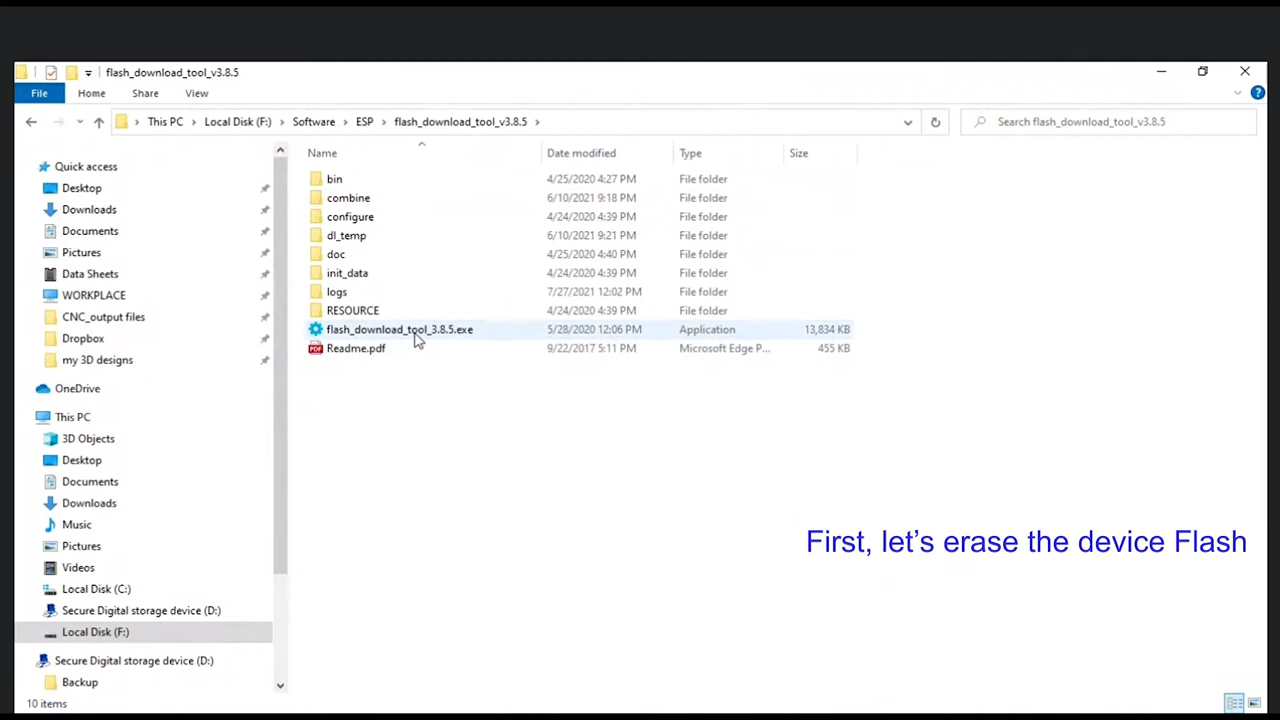 flash_download_tool_v3.8.5
File Home Share View
This PC Local Disk (F:) Software ESP flash_download_tool_v3.8.5
Search flash_download_tool_v3.8.5
Quick access
Desktop
Downloads
Documents
Pictures
Data Sheets
WORKPLACE
CNC_output files
Dropbox
my 3D designs
OneDrive
This PC
3D Objects
Desktop
Documents
Downloads
Music
Pictures
Videos
Local Disk (C:)
Secure Digital storage device (D:)
Local Disk (F:)
Secure Digital storage device (D:)
Backup
Name Date modified Type Size
bin 4/25/2020 4:27 PM File folder
combine 6/10/2021 9:18 PM File folder
configure 4/24/2020 4:39 PM File folder
dl_temp 6/10/2021 9:21 PM File folder
doc 4/25/2020 4:40 PM File folder
init_data 4/24/2020 4:39 PM File folder
logs 7/27/2021 12:02 PM File folder
RESOURCE 4/24/2020 4:39 PM File folder
flash_download_tool_3.8.5.exe 5/28/2020 12:06 PM Application 13,834 KB
Readme.pdf 9/22/2017 5:11 PM Microsoft Edge P... 455 KB
First, let’s erase the device Flash
10 items